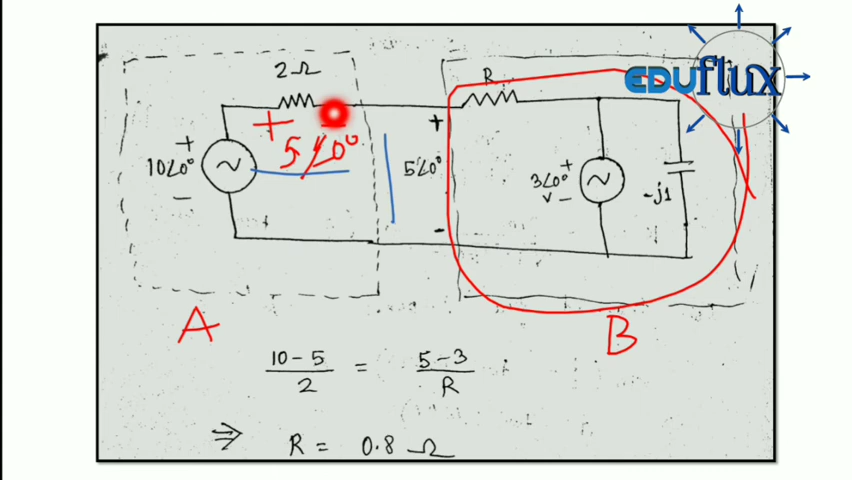 EDUflux
2Ω
R
+
+
5∠0°
+
10∠0°
−
5∠0°
+
3∠0°
V −
-j1
-
A
B
10-5 / 2 = 5-3 / R
⇒ R = 0.8 Ω